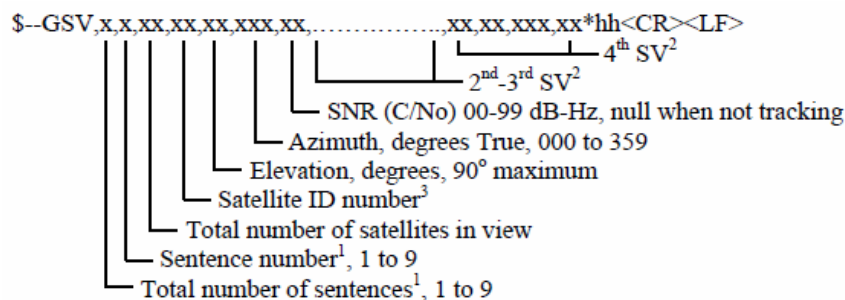 $--GSV,x,x,xx,xx,xx,xxx,xx,………………,xx,xx,xxx,xx*hh<CR><LF>
4th SV2
2nd-3rd SV2
SNR (C/No) 00-99 dB-Hz, null when not tracking
Azimuth, degrees True, 000 to 359
Elevation, degrees, 90o maximum
Satellite ID number3
Total number of satellites in view
Sentence number1, 1 to 9
Total number of sentences1, 1 to 9